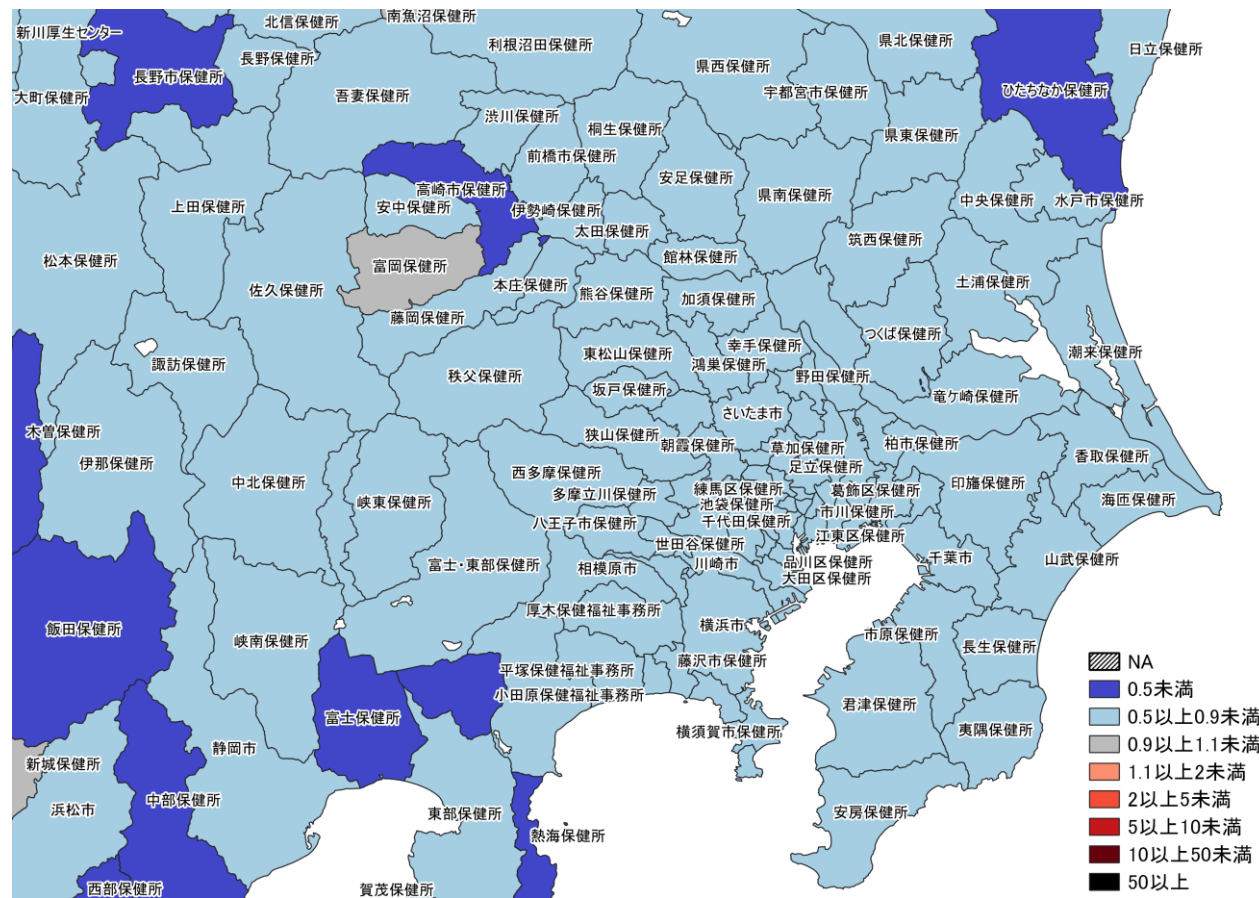 北信保健所
南魚沼保健所
新川厚生センター
長野市保健所
長野保健所
利根沼田保健所
県北保健所
日立保健所
県西保健所
大町保健所
吾妻保健所
宇都宮市保健所
ひたちなか保健所
渋川保健所
桐生保健所
県東保健所
前橋市保健所
安足保健所
高崎市保健所
県南保健所
上田保健所
安中保健所
伊勢崎保健所
中央保健所
水戸市保健所
太田保健所
筑西保健所
松本保健所
富岡保健所
館林保健所
佐久保健所
本庄保健所
熊谷保健所
加須保健所
土浦保健所
藤岡保健所
つくば保健所
諏訪保健所
東松山保健所
幸手保健所
鴻巣保健所
潮来保健所
秩父保健所
坂戸保健所
野田保健所
竜ケ崎保健所
さいたま市
木曽保健所
狭山保健所
朝霞保健所
草加保健所
柏市保健所
伊那保健所
西多摩保健所
足立保健所
香取保健所
中北保健所
峡東保健所
多摩立川保健所
練馬区保健所
葛飾区保健所
印旛保健所
池袋保健所
海匝保健所
八王子市保健所
千代田保健所
市川保健所
江東区保健所
世田谷保健所
富士・東部保健所
相模原市
川崎市
品川区保健所
千葉市
山武保健所
大田区保健所
厚木保健福祉事務所
飯田保健所
峡南保健所
横浜市
市原保健所
長生保健所
平塚保健福祉事務所
藤沢市保健所
小田原保健福祉事務所
君津保健所
富士保健所
横須賀市保健所
夷隅保健所
静岡市
新城保健所
中部保健所
浜松市
東部保健所
熱海保健所
安房保健所
西部保健所
賀茂保健所
NA
0.5未満
0.5以上0.9未満
0.9以上1.1未満
1.1以上2未満
2以上5未満
5以上10未満
10以上50未満
50以上